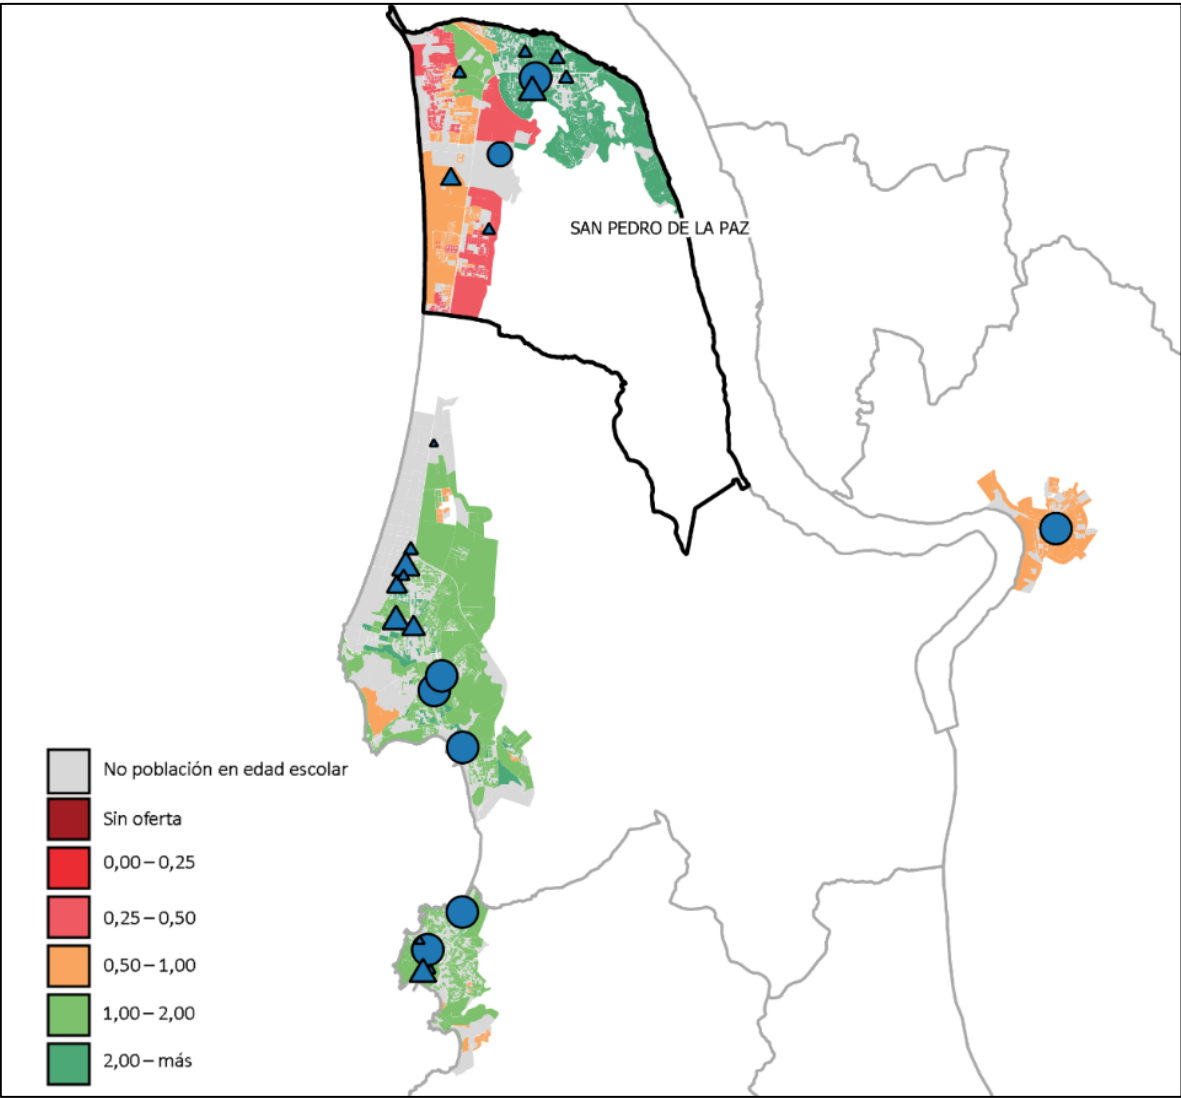 SAN PEDRO DE LA PAZ
No población en edad escolar
Sin oferta
0,00 – 0,25
0,25 – 0,50
0,50 – 1,00
1,00 – 2,00
2,00 – más